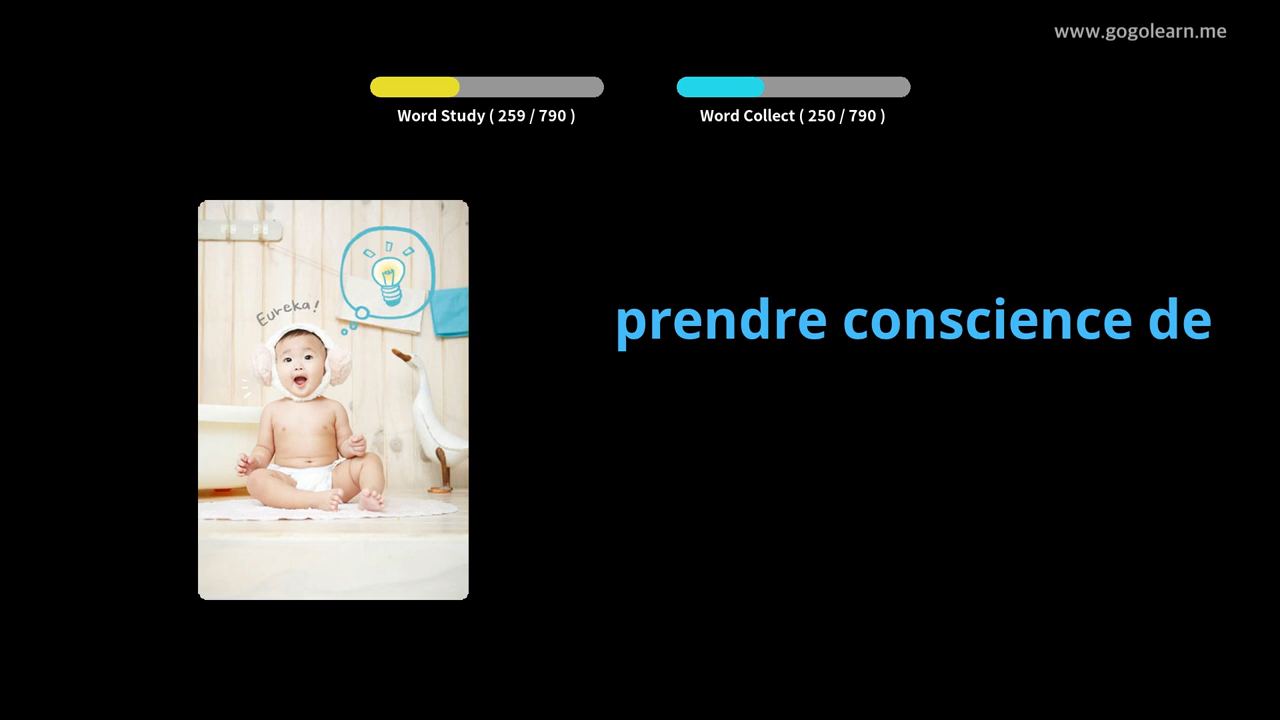 www.gogolearn.me
Word Study ( 259 / 790 )
Word Collect ( 250 / 790 )
Eureka!
prendre conscience de